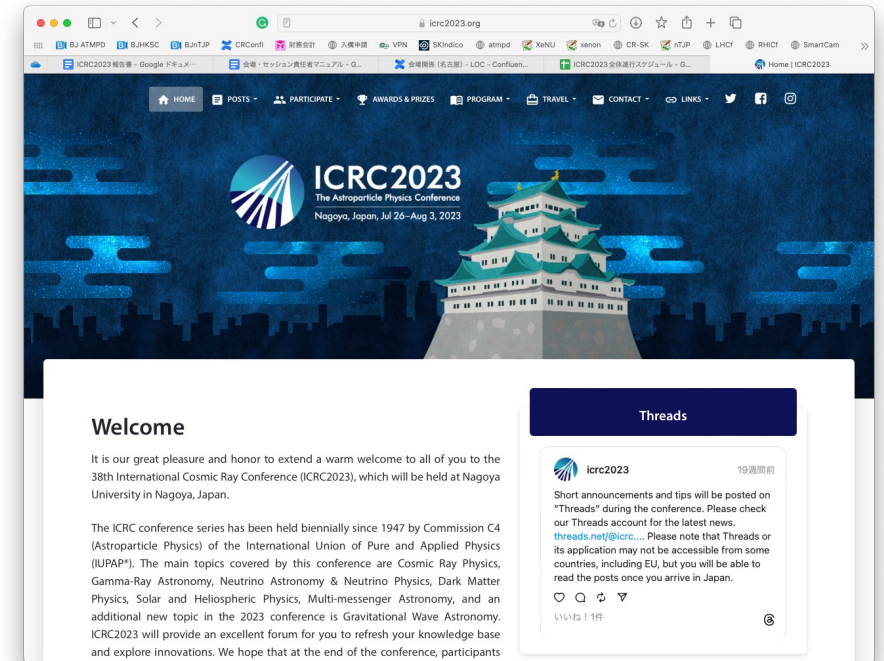 icrc2023.org
BJ ATMPD BJHKSC BJnTJP CRConfl 財務会計 入構申請 VPN SKIndico atmpd XeNU xenon CR-SK nTJP LHCf RHICf SmartCam
ICRC2023 報告書 - Google ドキュメ… 会場・セッション責任者マニュアル - G... 会場関係 (名古屋) - LOC - Confluen... ICRC2023 全体進行スケジュール - G... Home | ICRC2023
HOME POSTS PARTICIPATE AWARDS & PRIZES PROGRAM TRAVEL CONTACT LINKS
ICRC2023
The Astroparticle Physics Conference
Nagoya, Japan, Jul 26–Aug 3, 2023
Welcome
It is our great pleasure and honor to extend a warm welcome to all of you to the
38th International Cosmic Ray Conference (ICRC2023), which will be held at Nagoya
University in Nagoya, Japan.
The ICRC conference series has been held biennially since 1947 by Commission C4
(Astroparticle Physics) of the International Union of Pure and Applied Physics
(IUPAP*). The main topics covered by this conference are Cosmic Ray Physics,
Gamma-Ray Astronomy, Neutrino Astronomy & Neutrino Physics, Dark Matter
Physics, Solar and Heliospheric Physics, Multi-messenger Astronomy, and an
additional new topic in the 2023 conference is Gravitational Wave Astronomy.
ICRC2023 will provide an excellent forum for you to refresh your knowledge base
and explore innovations. We hope that at the end of the conference, participants
Threads
icrc2023 19週間前
Short announcements and tips will be posted on
"Threads" during the conference. Please check
our Threads account for the latest news.
threads.net/@icrc.... Please note that Threads or
its application may not be accessible from some
countries, including EU, but you will be able to
read the posts once you arrive in Japan.
いいね！1件